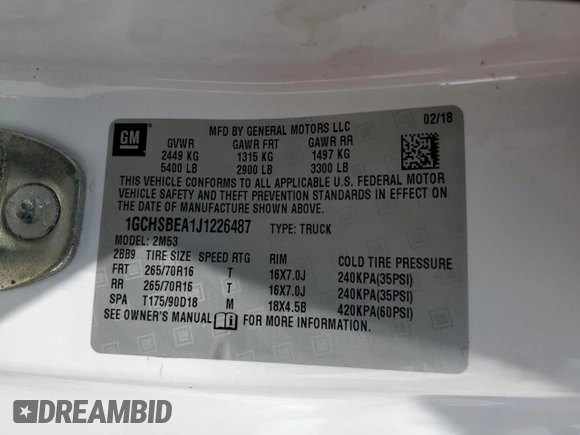 GM
MFD BY GENERAL MOTORS LLC
02/18
GVWR GAWR FRT GAWR RR
2449 KG 1315 KG 1497 KG
5400 LB 2900 LB 3300 LB
THIS VEHICLE CONFORMS TO ALL APPLICABLE U.S. FEDERAL MOTOR
VEHICLE SAFETY AND THEFT PREVENTION STANDARDS IN EFFECT ON
THE DATE OF MANUFACTURE SHOWN ABOVE.
1GCHSBEA1J1226487 TYPE: TRUCK
MODEL: 2M53
2BB9 TIRE SIZE SPEED RTG RIM COLD TIRE PRESSURE
FRT 265/70R16 T 16X7.0J 240KPA(35PSI)
RR 265/70R16 T 16X7.0J 240KPA(35PSI)
SPA T175/90D18 M 18X4.5B 420KPA(60PSI)
SEE OWNER'S MANUAL FOR MORE INFORMATION.
DREAMBID